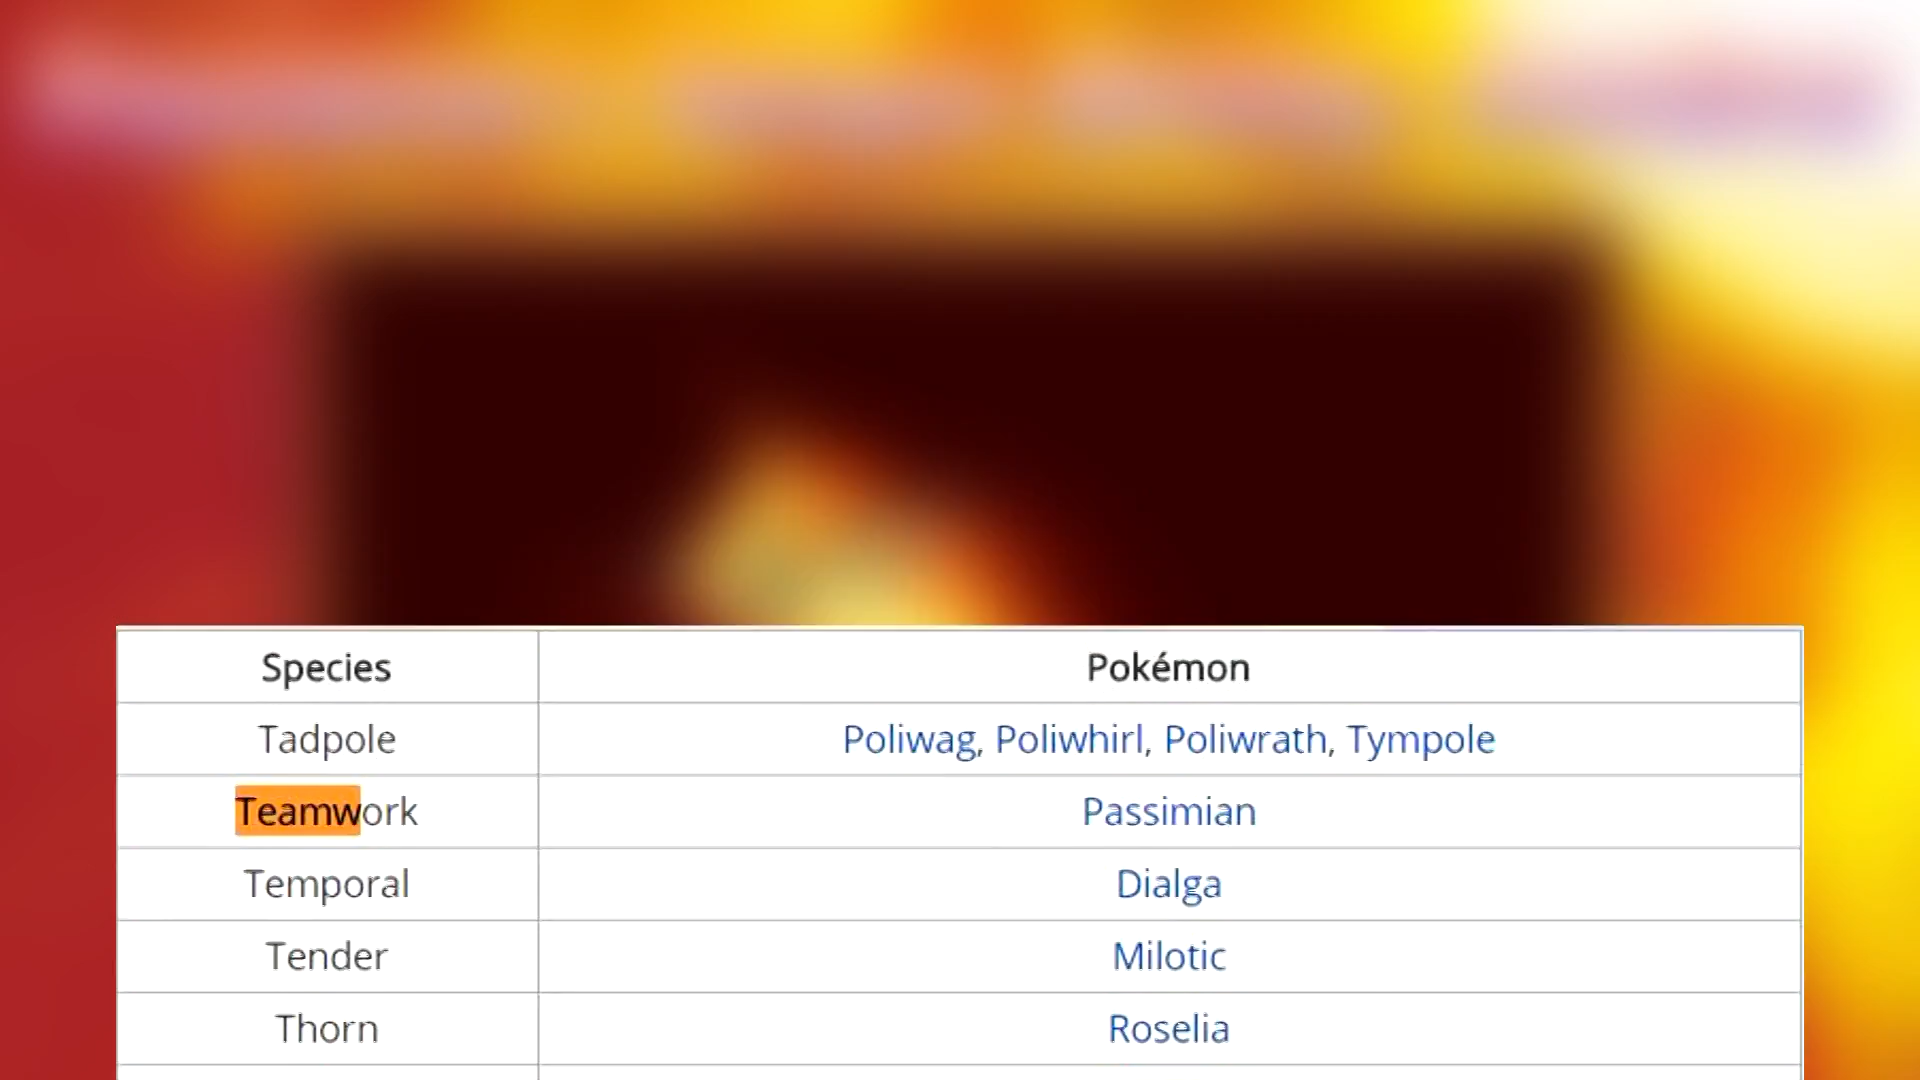 Species Pokémon
Tadpole Poliwag, Poliwhirl, Poliwrath, Tympole
Teamwork Passimian
Temporal Dialga
Tender Milotic
Thorn Roselia